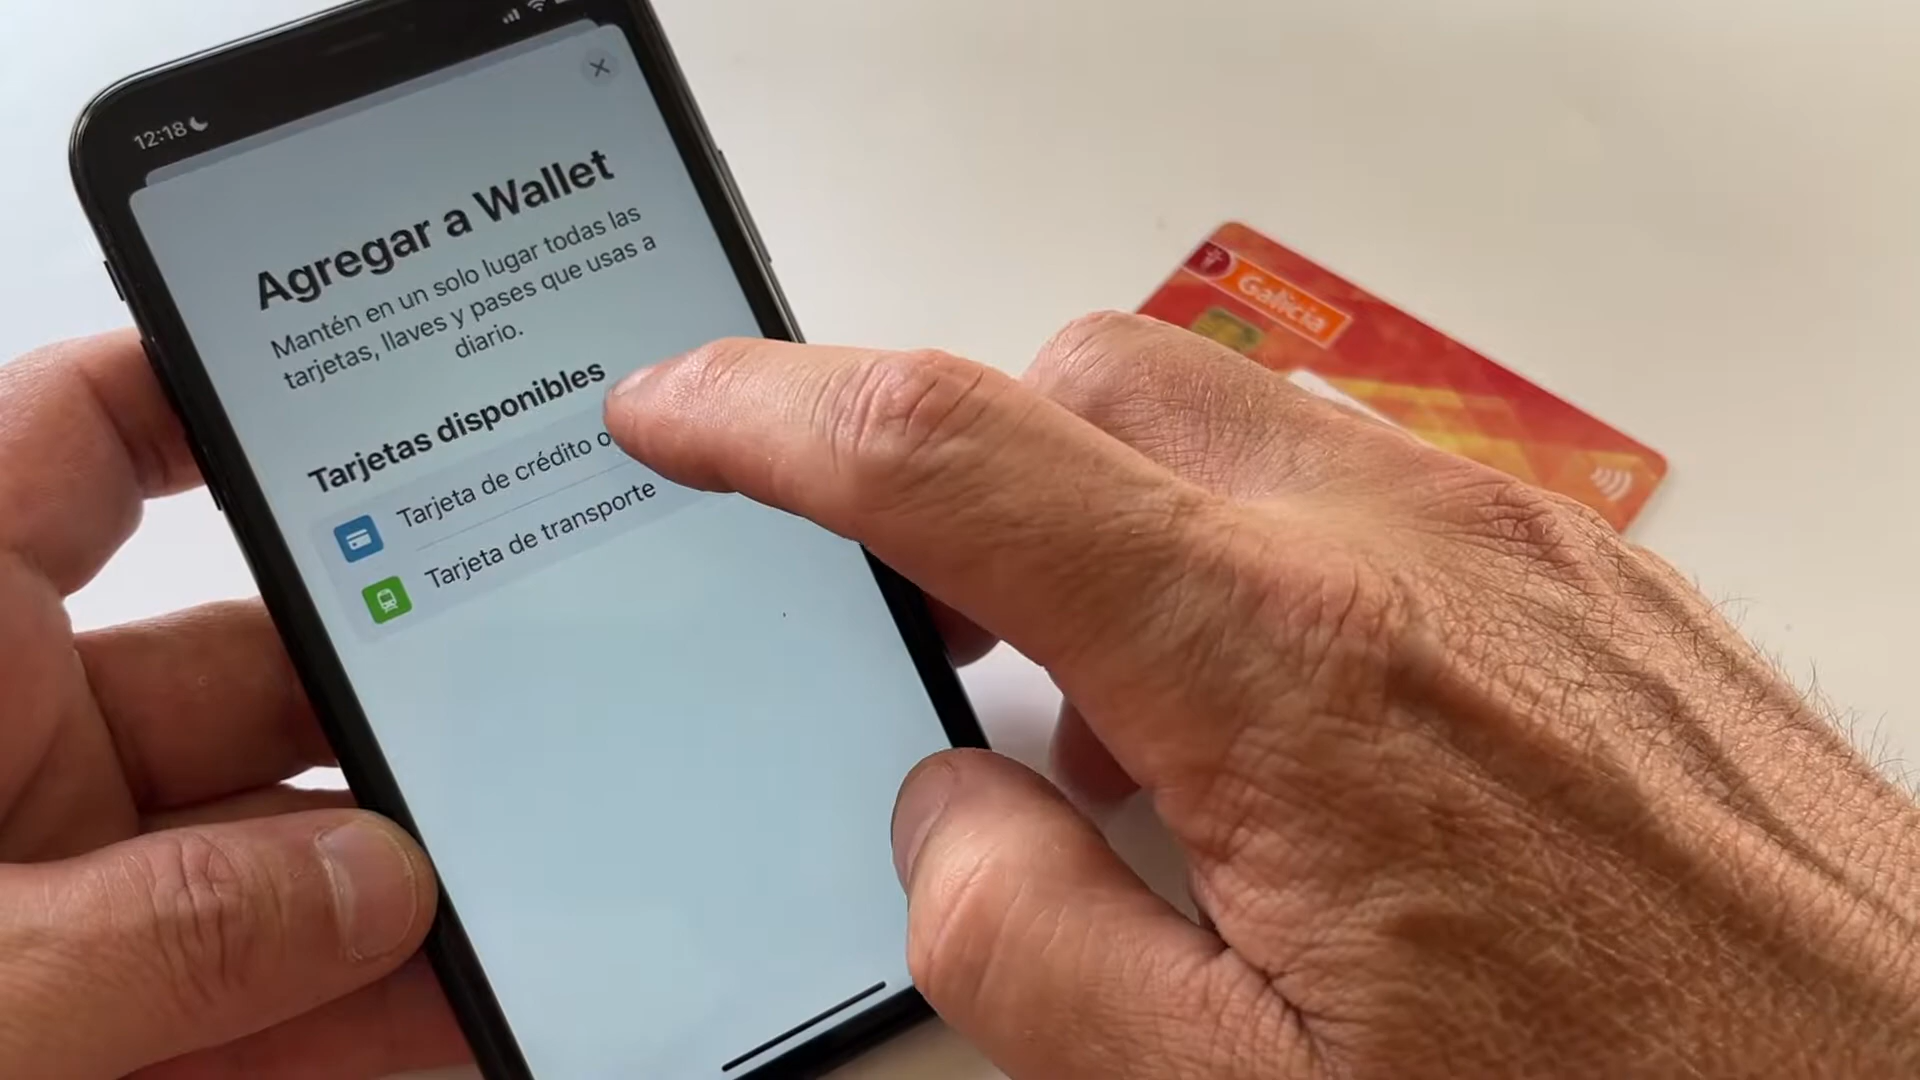 12:18
Agregar a Wallet
Mantén en un solo lugar todas las
tarjetas, llaves y pases que usas a
diario.
Tarjetas disponibles
Tarjeta de crédito o
Tarjeta de transporte
Galicia